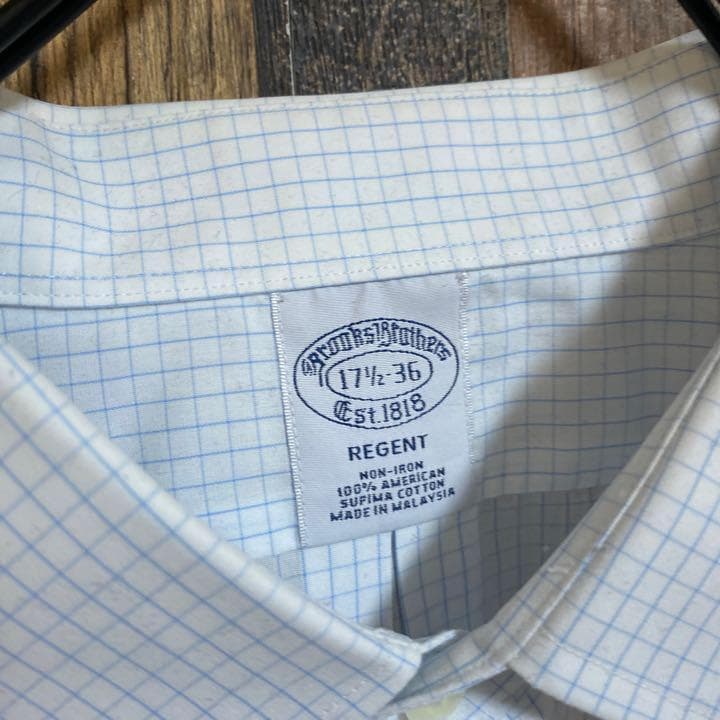 Brooks Brothers
17½-36
Est.1818
REGENT
NON-IRON
100% AMERICAN
SUPIMA COTTON
MADE IN MALAYSIA